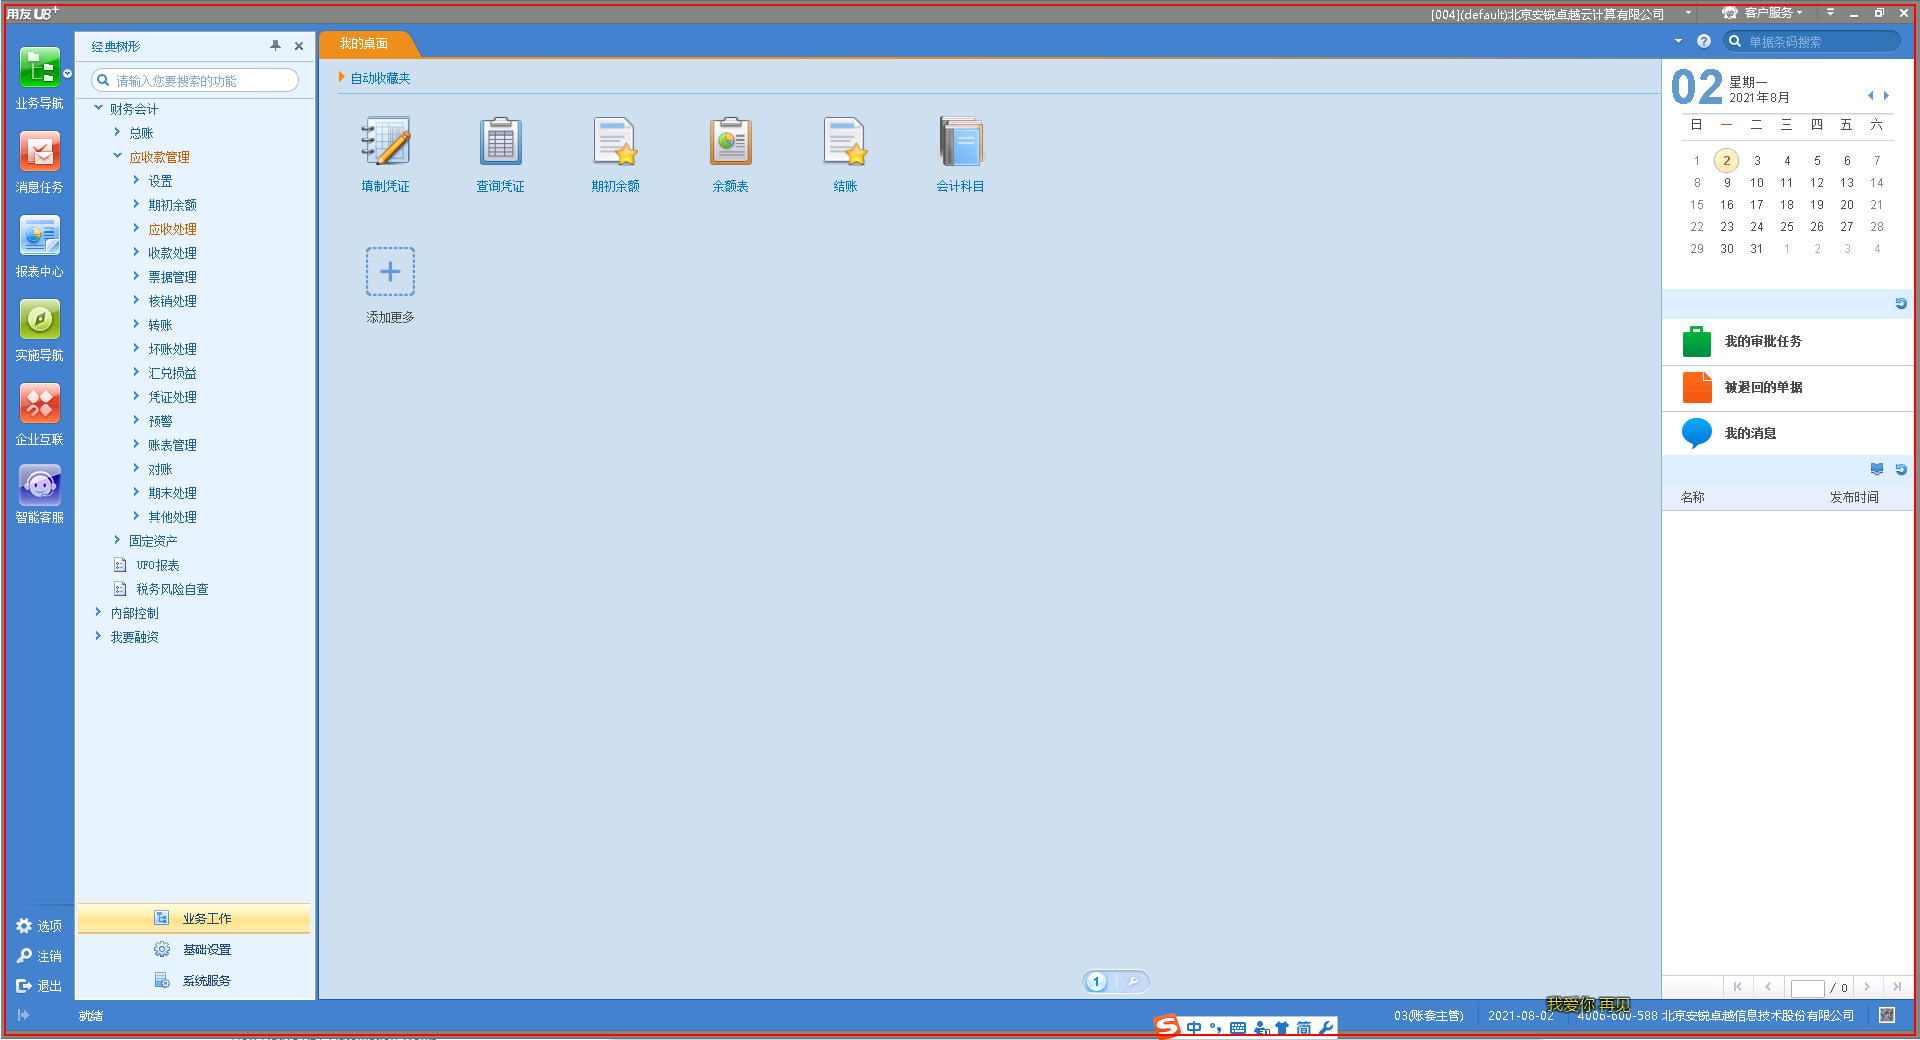 用友U8+
[004](default)北京安锐卓越云计算有限公司
客户服务
业务导航
消息任务
报表中心
实施导航
企业互联
智能客服
选项
注销
退出
经典树形
请输入您要搜索的功能
财务会计
总账
应收款管理
设置
期初余额
应收处理
收款处理
票据管理
核销处理
转账
坏账处理
汇兑损益
凭证处理
预警
账表管理
对账
期末处理
其他处理
固定资产
UFO报表
税务风险自查
内部控制
我要融资
业务工作
基础设置
系统服务
我的桌面
自动收藏夹
填制凭证 查询凭证 期初余额 余额表 结账 会计科目
添加更多
1
单据条码搜索
02 星期一
2021年8月
日 一 二 三 四 五 六
1 2 3 4 5 6 7
8 9 10 11 12 13 14
15 16 17 18 19 20 21
22 23 24 25 26 27 28
29 30 31 1 2 3 4
我的审批任务
被退回的单据
我的消息
名称 发布时间
/ 0
就绪
中 简
我爱你 再见
03(账套主管) 2021-08-02 4006-600-588 北京安锐卓越信息技术股份有限公司